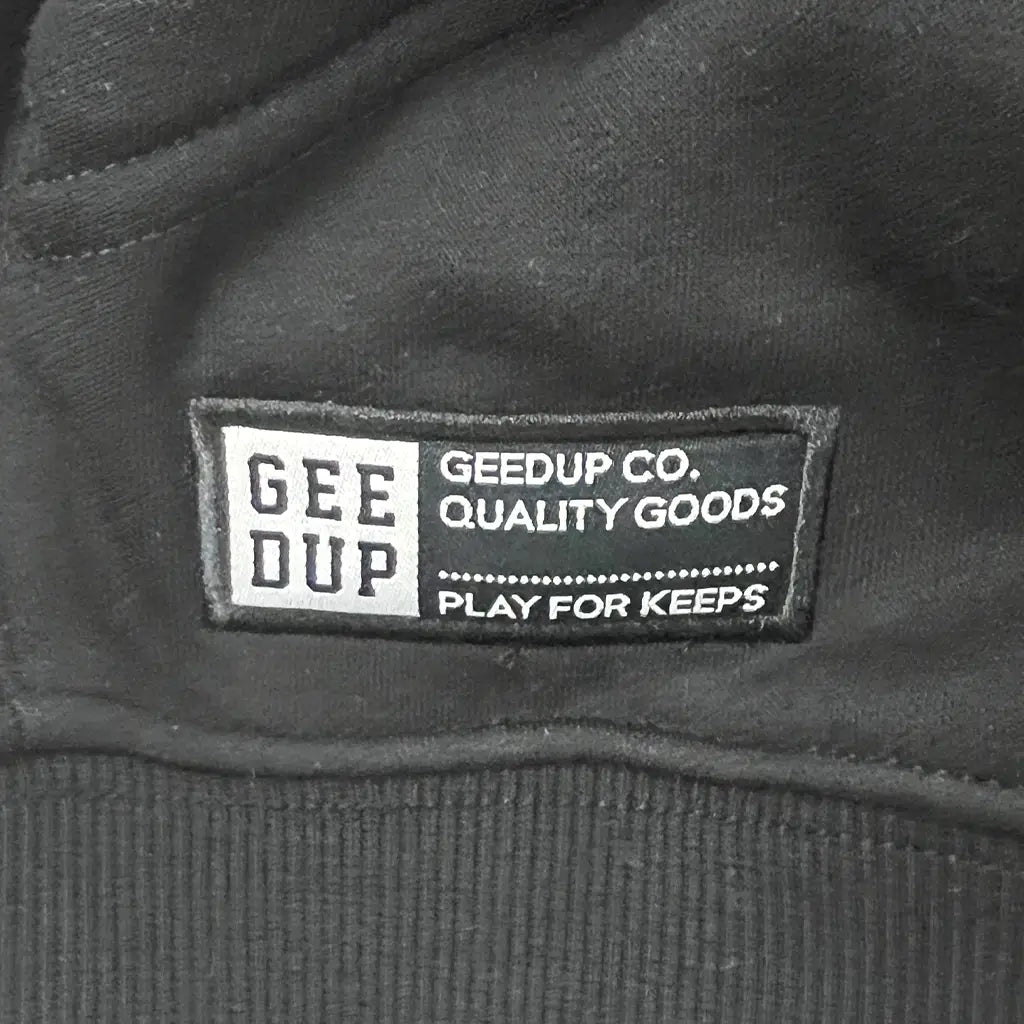 GEE
DUP
GEEDUP CO.
QUALITY GOODS
PLAY FOR KEEPS